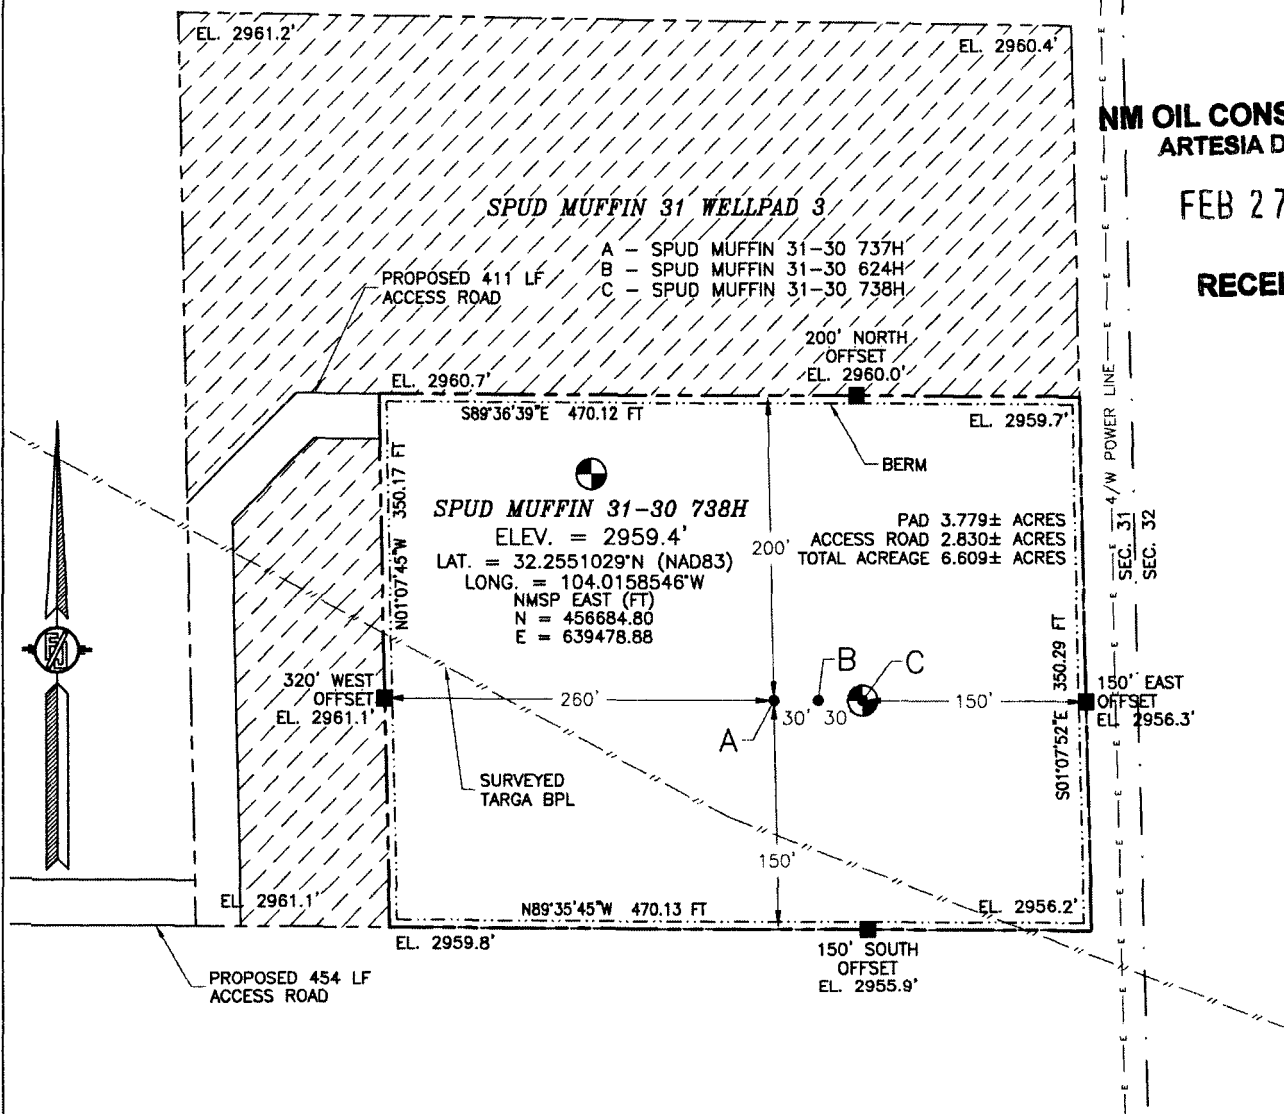 EL. 2961.2'
EL. 2960.4'
NM OIL CONS
ARTESIA D
FEB 27
RECEI
SPUD MUFFIN 31 WELLPAD 3
A – SPUD MUFFIN 31–30 737H
B – SPUD MUFFIN 31–30 624H
C – SPUD MUFFIN 31–30 738H
PROPOSED 411 LF
ACCESS ROAD
200' NORTH
OFFSET
EL. 2960.0'
EL. 2960.7'
S89°36'39"E 470.12 FT
EL. 2959.7'
BERM
N01°07'45"W 350.17 FT
SPUD MUFFIN 31–30 738H
ELEV. = 2959.4'
LAT. = 32.2551029°N (NAD83)
LONG. = 104.0158546°W
NMSP EAST (FT)
N = 456684.80
E = 639478.88
200'
PAD 3.779± ACRES
ACCESS ROAD 2.830± ACRES
TOTAL ACREAGE 6.609± ACRES
4/W POWER LINE
SEC. 31
SEC. 32
320' WEST
OFFSET
EL. 2961.1'
260'
A
30'
B
30'
C
150'
S01°07'52"E 350.29 FT
150' EAST
OFFSET
EL. 2956.3'
SURVEYED
TARGA BPL
150'
EL. 2961.1'
N89°35'45"W 470.13 FT
EL. 2956.2'
EL. 2959.8'
150' SOUTH
OFFSET
EL. 2955.9'
PROPOSED 454 LF
ACCESS ROAD